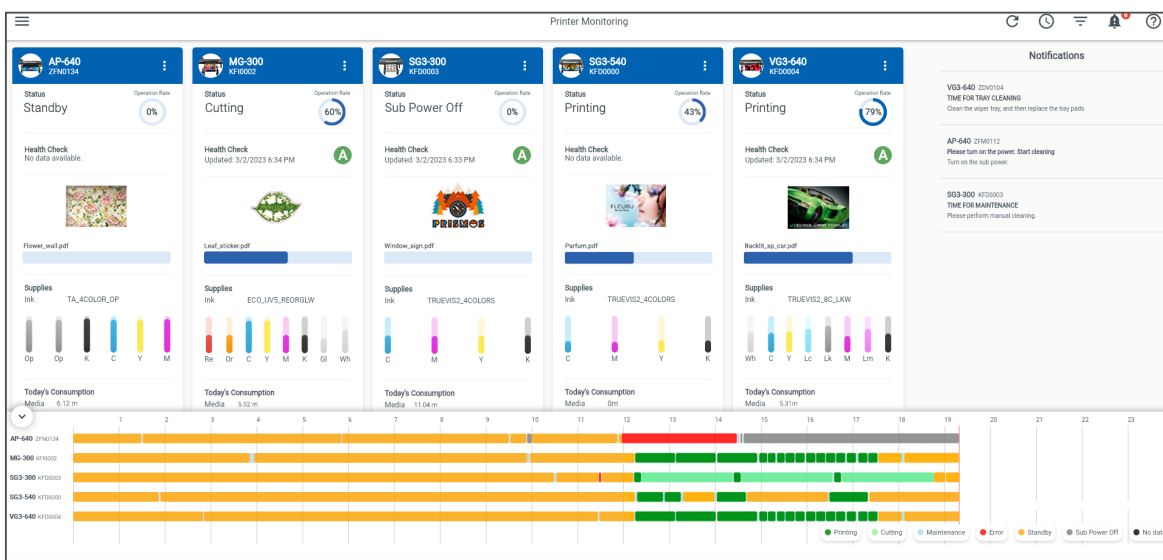 Printer Monitoring
6
AP-640
ZFN0134
Status
Operation Rate
Standby
0%
Health Check
No data available.
Flower_wall.pdf
Supplies
Ink TA_4COLOR_OP
Op Op K C Y M
Today's Consumption
Media 6.12 m
MG-300
KFI0002
Status
Operation Rate
Cutting
60%
Health Check
Updated: 3/2/2023 6:34 PM
A
Leaf_sticker.pdf
Supplies
Ink ECO_UV5_REORGLW
Re Or C Y M K Gl Wh
Today's Consumption
Media 5.52 m
SG3-300
KFD0003
Status
Operation Rate
Sub Power Off
0%
Health Check
Updated: 3/2/2023 6:33 PM
A
PRISMOS
Window_sign.pdf
Supplies
Ink TRUEVIS2_4COLORS
C M Y K
Today's Consumption
Media 11.04 m
SG3-540
KFD0000
Status
Operation Rate
Printing
43%
Health Check
No data available.
Parfum.pdf
Supplies
Ink TRUEVIS2_4COLORS
C M Y K
Today's Consumption
Media 0m
VG3-640
KFD0004
Status
Operation Rate
Printing
79%
Health Check
Updated: 3/2/2023 6:34 PM
A
Backlit_sp_car.pdf
Supplies
Ink TRUEVIS2_8C_LKW
Wh C Y Lc Lk M Lm K
Today's Consumption
Media 5.31m
Notifications
VG3-640 ZDV0104
TIME FOR TRAY CLEANING
Clean the wiper tray, and then replace the tray pads.
AP-640 ZFM0112
Please turn on the power. Start cleaning
Turn on the sub power.
SG3-300 KFD0003
TIME FOR MAINTENANCE
Please perform manual cleaning.
1 2 3 4 5 6 7 8 9 10 11 12 13 14 15 16 17 18 19 20 21 22 23
AP-640 ZFN0134
MG-300 KFI0002
SG3-300 KFD0003
SG3-540 KFD0000
VG3-640 KFD0004
Printing Cutting Maintenance Error Standby Sub Power Off No dat